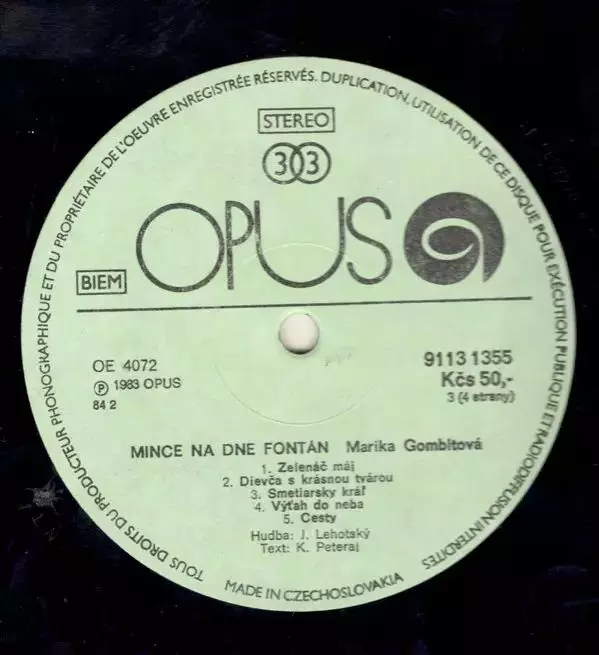 TOUS DROITS DU PRODUCTEUR PHONOGRAPHIQUE ET DU PROPRIÉTAIRE DE L'OEUVRE ENREGISTRÉE RÉSERVÉS. DUPLICATION, UTILISATION DE CE DISQUE POUR EXÉCUTION PUBLIQUE ET RADIODIFFUSION INTERDITES
STEREO
33
OPUS
BIEM
OE 4072
Ⓟ 1983 OPUS
84 2
9113 1355
Kčs 50,-
3 (4 strany)
MINCE NA DNE FONTÁN Marika Gombitová
1. Zelenáč máj
2. Dievča s krásnou tvárou
3. Smetiarsky kráľ
4. Výťah do neba
5. Cesty
Hudba: J. Lehotský
Text: K. Peteraj
MADE IN CZECHOSLOVAKIA